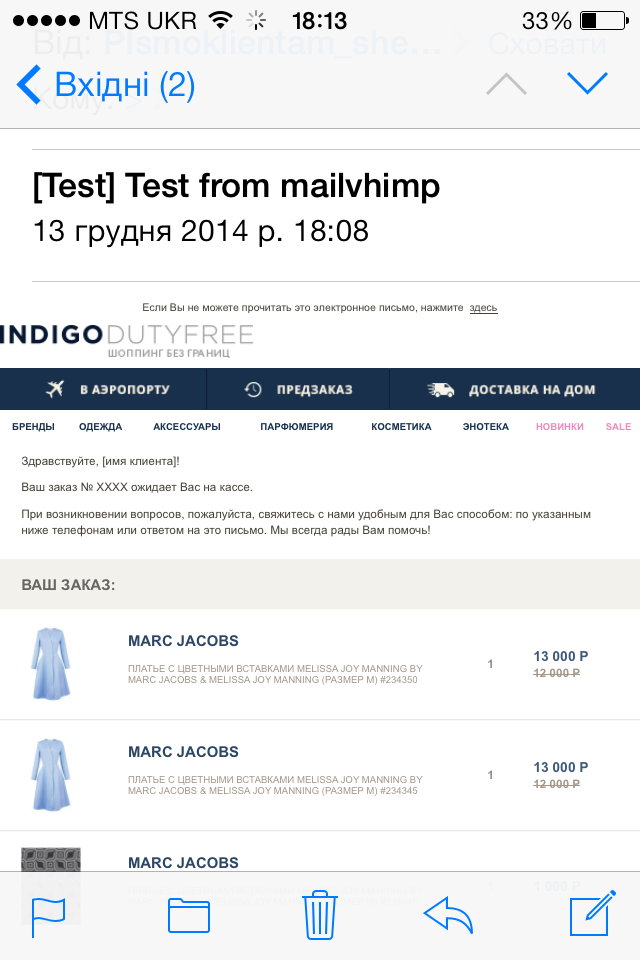 MTS UKR 18:13 33%
Від: PIsmoklientam_she... Сховати
Вхідні (2)
Кому:
[Test] Test from mailvhimp
13 грудня 2014 р. 18:08
Если Вы не можете прочитать это электронное письмо, нажмите здесь
INDIGODUTYFREE
ШОППИНГ БЕЗ ГРАНИЦ
В АЭРОПОРТУ ПРЕДЗАКАЗ ДОСТАВКА НА ДОМ
БРЕНДЫ ОДЕЖДА АКСЕССУАРЫ ПАРФЮМЕРИЯ КОСМЕТИКА ЭНОТЕКА НОВИНКИ SALE
Здравствуйте, [имя клиента]!
Ваш заказ № XXXX ожидает Вас на кассе.
При возникновении вопросов, пожалуйста, свяжитесь с нами удобным для Вас способом: по указанным
ниже телефонам или ответом на это письмо. Мы всегда рады Вам помочь!
ВАШ ЗАКАЗ:
MARC JACOBS
ПЛАТЬЕ С ЦВЕТНЫМИ ВСТАВКАМИ MELISSA JOY MANNING BY
MARC JACOBS & MELISSA JOY MANNING (РАЗМЕР M) #234350
1
13 000 Р
12 000 Р
MARC JACOBS
ПЛАТЬЕ С ЦВЕТНЫМИ ВСТАВКАМИ MELISSA JOY MANNING BY
MARC JACOBS & MELISSA JOY MANNING (РАЗМЕР M) #234345
1
13 000 Р
12 000 Р
MARC JACOBS